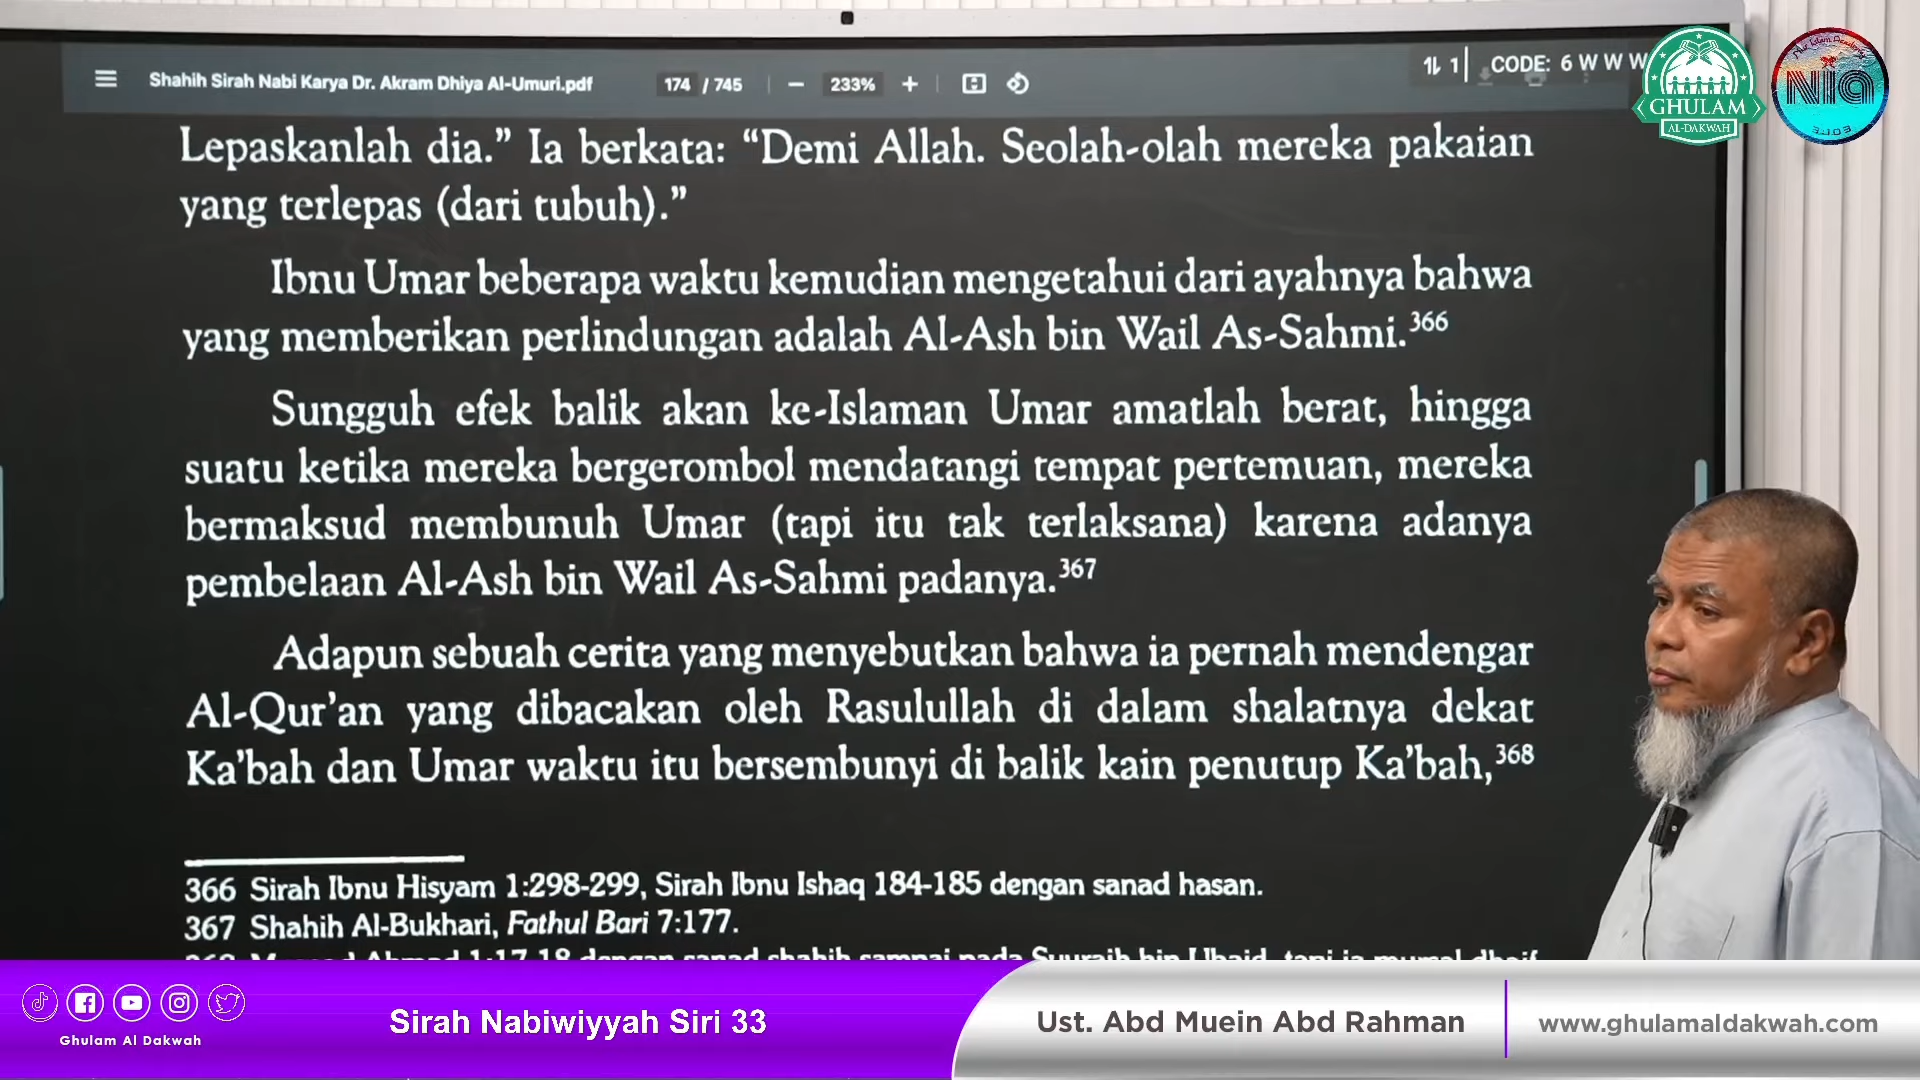 Shahih Sirah Nabi Karya Dr. Akram Dhiya Al-Umuri.pdf 174 / 745 233% 1 CODE: 6 W W W
GHULAM
AL-DAKWAH
NIA
Lepaskanlah dia.” Ia berkata: “Demi Allah. Seolah-olah mereka pakaian
yang terlepas (dari tubuh).”
Ibnu Umar beberapa waktu kemudian mengetahui dari ayahnya bahwa
yang memberikan perlindungan adalah Al-Ash bin Wail As-Sahmi.366
Sungguh efek balik akan ke-Islaman Umar amatlah berat, hingga
suatu ketika mereka bergerombol mendatangi tempat pertemuan, mereka
bermaksud membunuh Umar (tapi itu tak terlaksana) karena adanya
pembelaan Al-Ash bin Wail As-Sahmi padanya.367
Adapun sebuah cerita yang menyebutkan bahwa ia pernah mendengar
Al-Qur’an yang dibacakan oleh Rasulullah di dalam shalatnya dekat
Ka’bah dan Umar waktu itu bersembunyi di balik kain penutup Ka’bah,368
366 Sirah Ibnu Hisyam 1:298-299, Sirah Ibnu Ishaq 184-185 dengan sanad hasan.
367 Shahih Al-Bukhari, Fathul Bari 7:177.
Ghulam Al Dakwah
Sirah Nabiwiyyah Siri 33
Ust. Abd Muein Abd Rahman
www.ghulamaldakwah.com